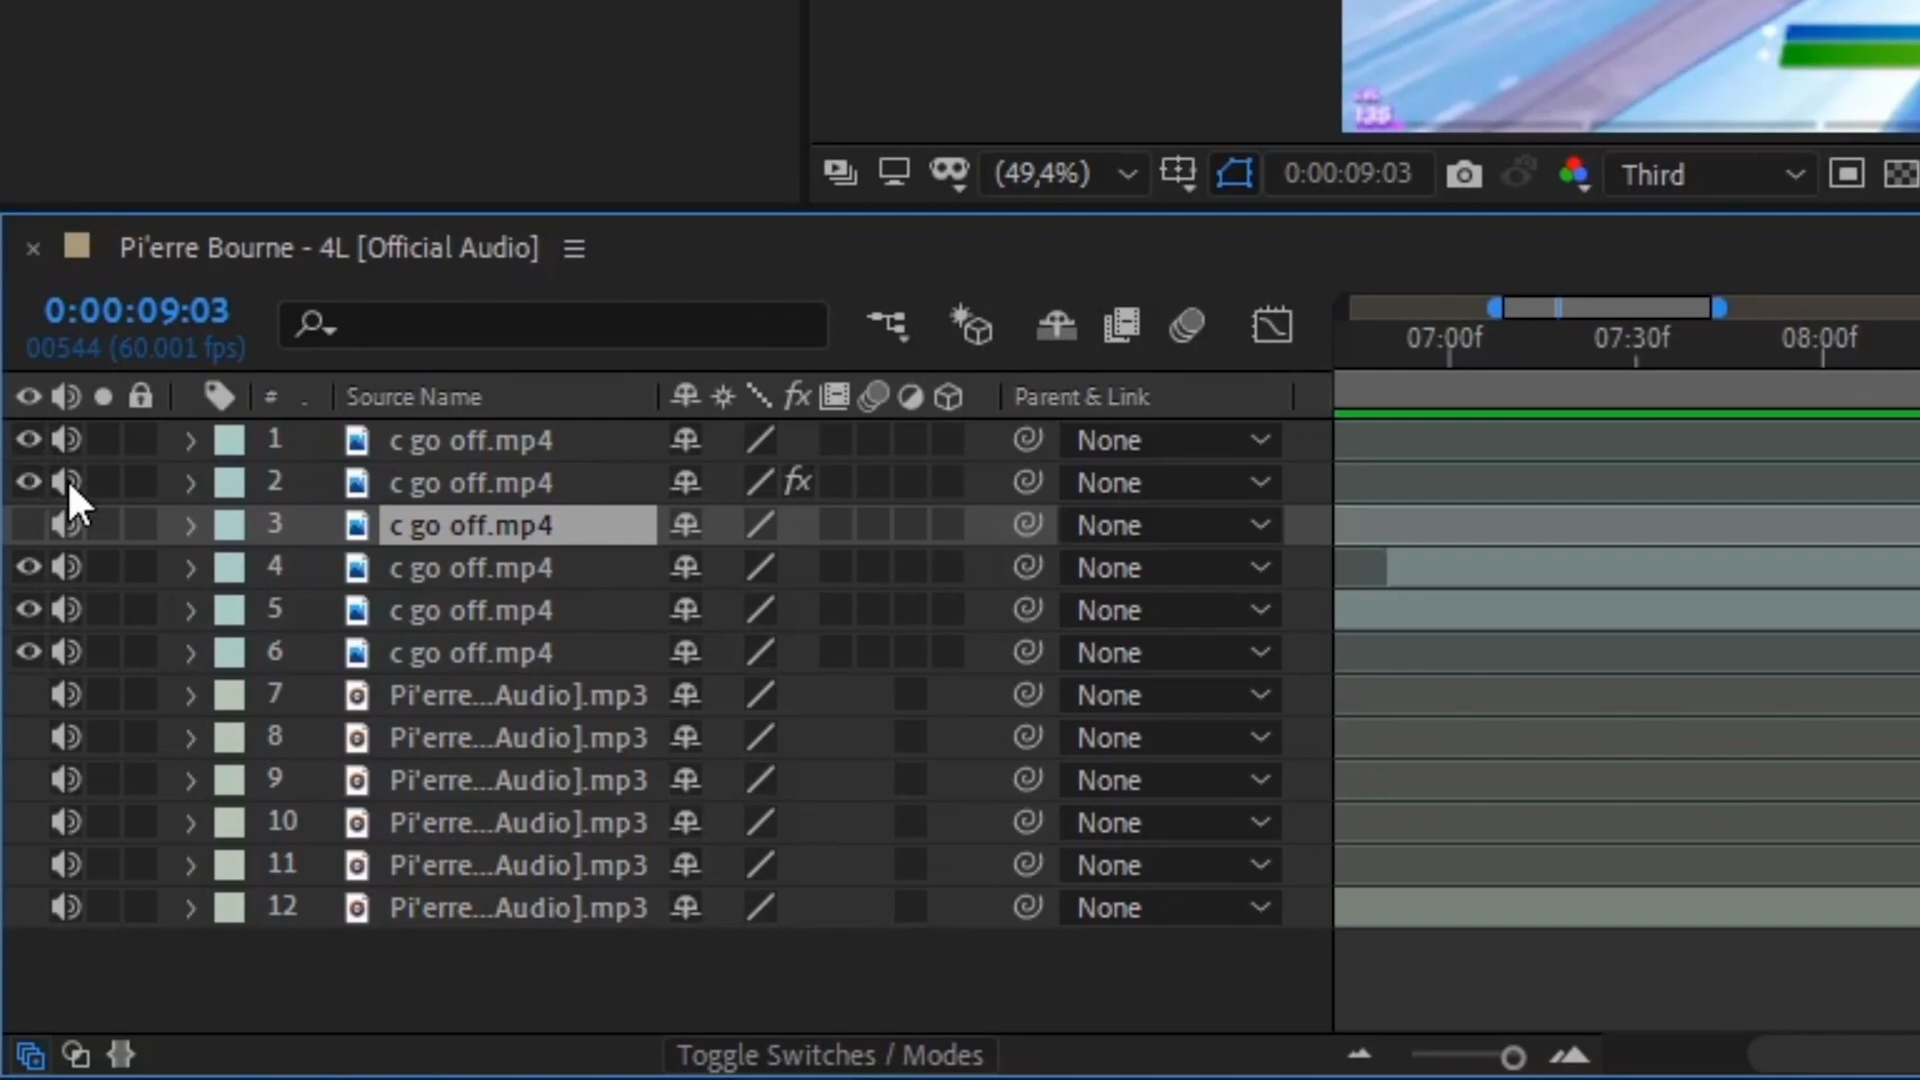 136
(49,4%)
0:00:09:03
Third
Pi'erre Bourne - 4L [Official Audio]
0:00:09:03
00544 (60.001 fps)
07:00f
07:30f
08:00f
# . Source Name
fx
Parent & Link
1 c go off.mp4 None
2 c go off.mp4 fx None
3 c go off.mp4 None
4 c go off.mp4 None
5 c go off.mp4 None
6 c go off.mp4 None
7 Pi'erre...Audio].mp3 None
8 Pi'erre...Audio].mp3 None
9 Pi'erre...Audio].mp3 None
10 Pi'erre...Audio].mp3 None
11 Pi'erre...Audio].mp3 None
12 Pi'erre...Audio].mp3 None
Toggle Switches / Modes